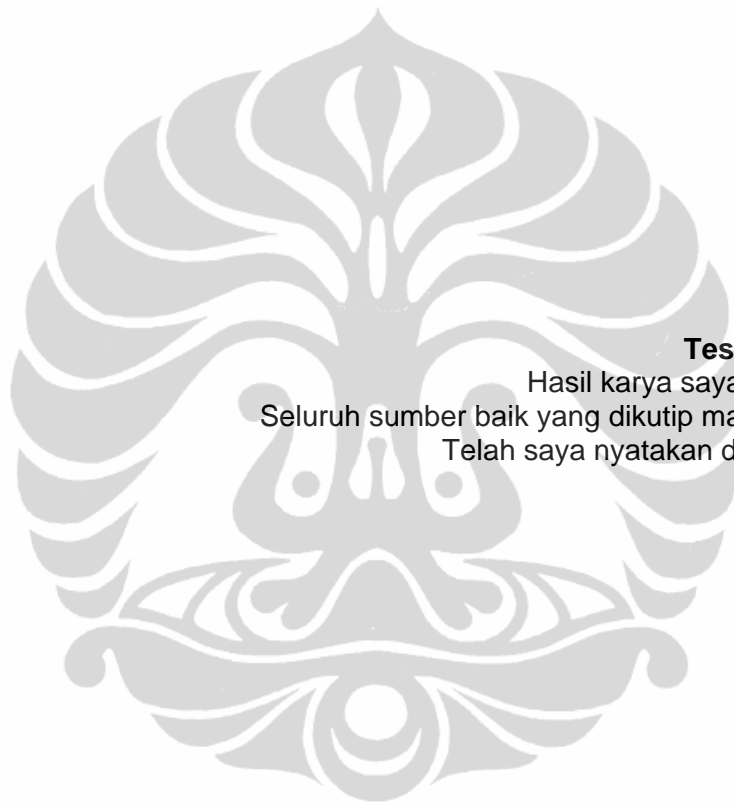 Tes
Hasil karya saya
Seluruh sumber baik yang dikutip ma
Telah saya nyatakan d